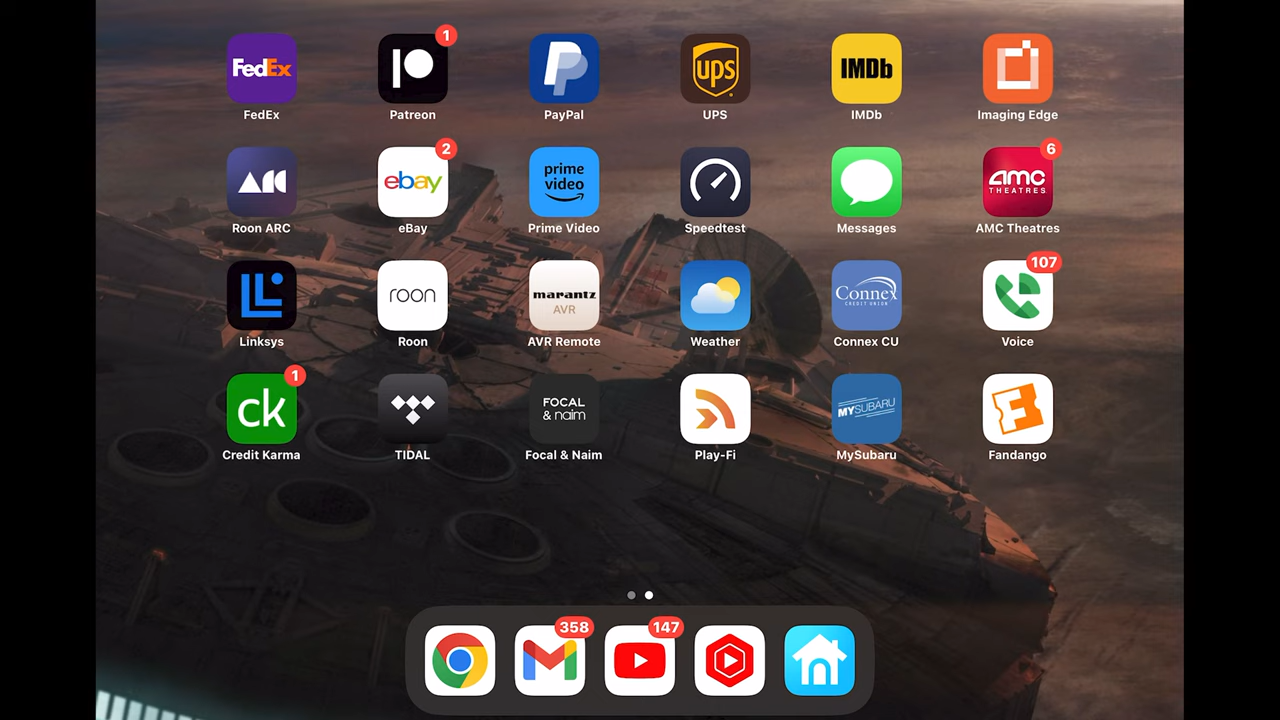 FedEx
1
UPS
IMDb
FedEx
Patreon
PayPal
UPS
IMDb
Imaging Edge
ARC
2
ebay
prime video
6
amc THEATRES
Roon ARC
eBay
Prime Video
Speedtest
Messages
AMC Theatres
roon
marantz
AVR
Connex
CREDIT UNION
107
Linksys
Roon
AVR Remote
Weather
Connex CU
Voice
1
ck
FOCAL
& naim
MYSUBARU
F
Credit Karma
TIDAL
Focal & Naim
Play-Fi
MySubaru
Fandango
358
147